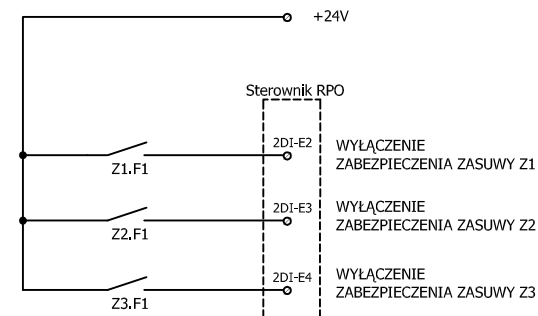 +24V
Sterownik RPO
2DI-E2
WYŁĄCZENIE
ZABEZPIECZENIA ZASUWY Z1
Z1.F1
2DI-E3
WYŁĄCZENIE
ZABEZPIECZENIA ZASUWY Z2
Z2.F1
2DI-E4
WYŁĄCZENIE
ZABEZPIECZENIA ZASUWY Z3
Z3.F1